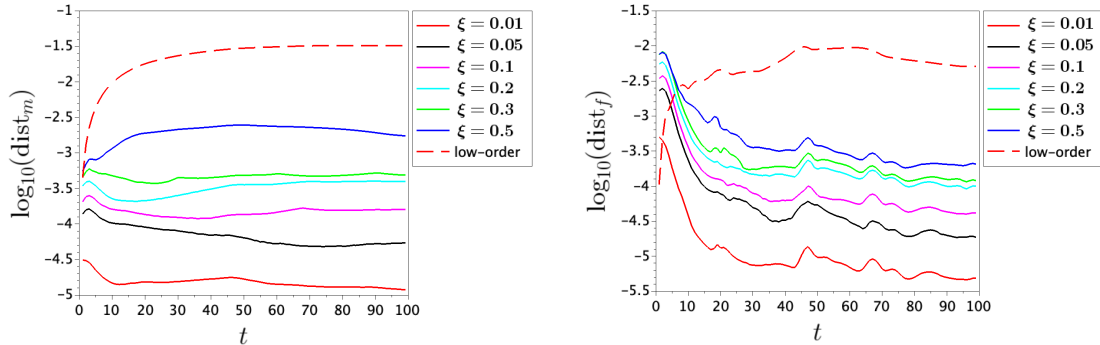 -1
-1.5
-2
-2.5
-3
-3.5
-4
-4.5
-5
0 10 20 30 40 50 60 70 80 90 100
log10(distm)
t
ξ = 0.01
ξ = 0.05
ξ = 0.1
ξ = 0.2
ξ = 0.3
ξ = 0.5
low-order
-1.5
-2
-2.5
-3
-3.5
-4
-4.5
-5
-5.5
0 10 20 30 40 50 60 70 80 90 100
log10(distf)
t
ξ = 0.01
ξ = 0.05
ξ = 0.1
ξ = 0.2
ξ = 0.3
ξ = 0.5
low-order